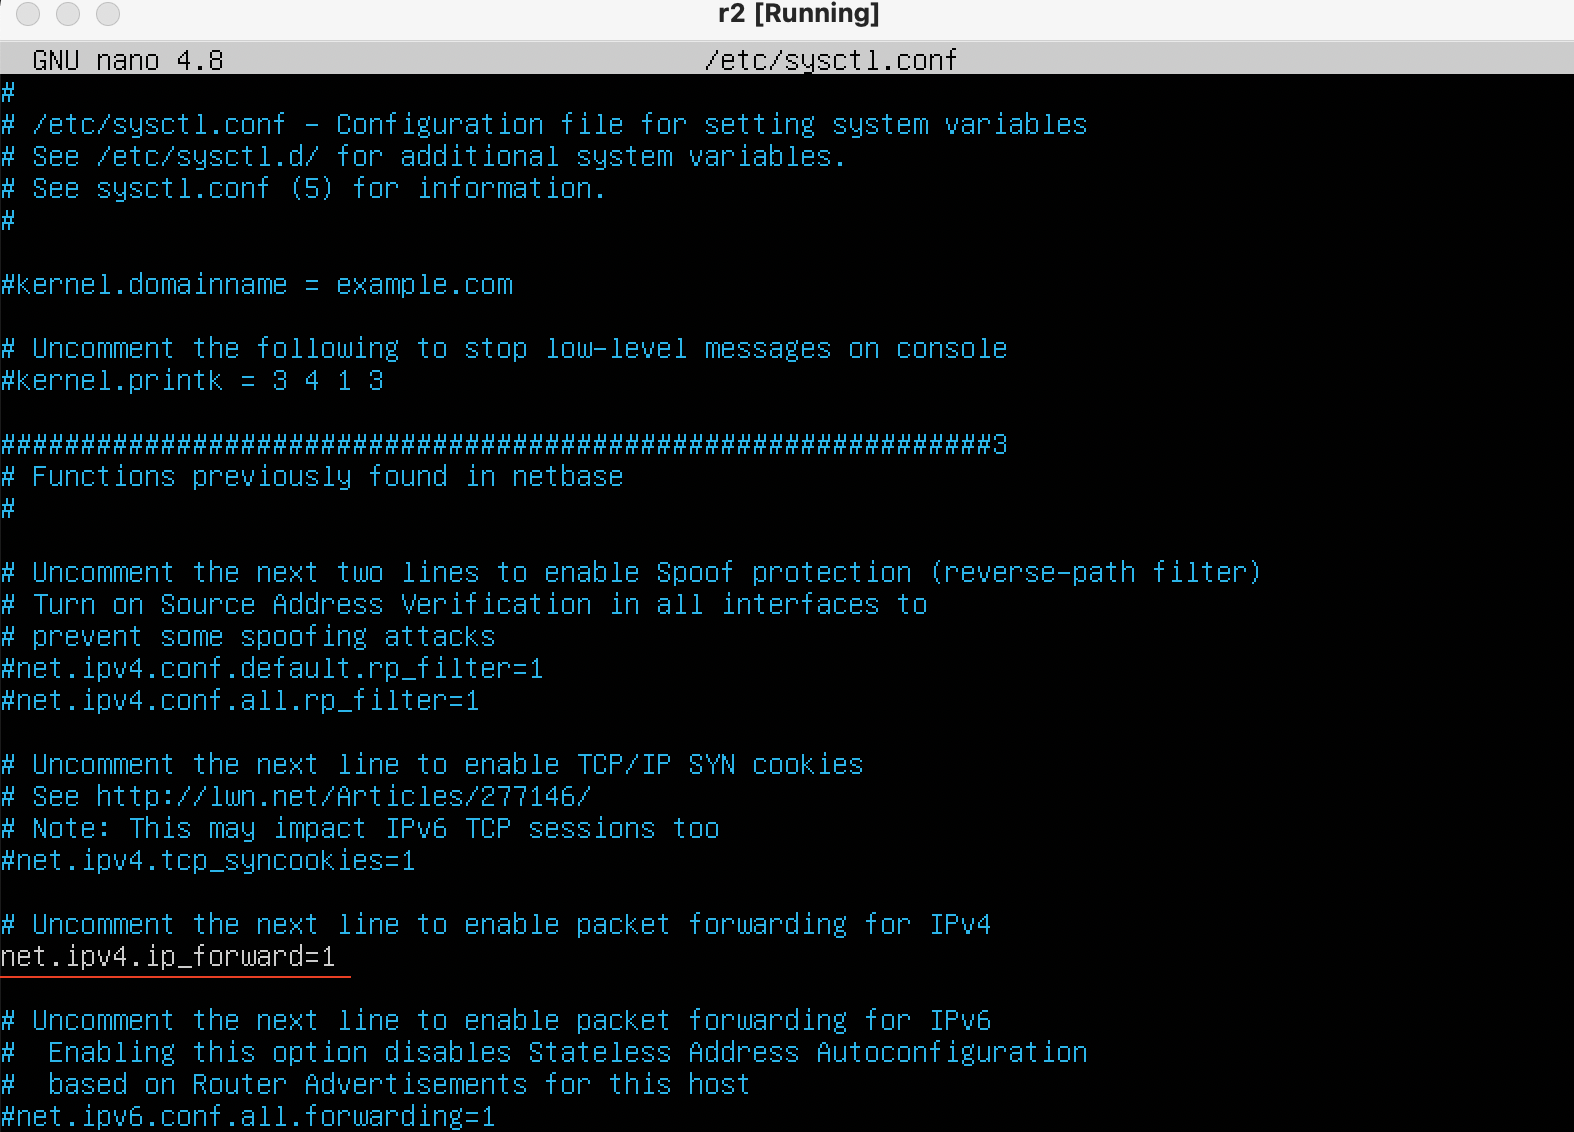 r2 [Running]
GNU nano 4.8 /etc/sysctl.conf
#
# /etc/sysctl.conf - Configuration file for setting system variables
# See /etc/sysctl.d/ for additional system variables.
# See sysctl.conf (5) for information.
#
#kernel.domainname = example.com
# Uncomment the following to stop low-level messages on console
#kernel.printk = 3 4 1 3
##############################################################3
# Functions previously found in netbase
#
# Uncomment the next two lines to enable Spoof protection (reverse-path filter)
# Turn on Source Address Verification in all interfaces to
# prevent some spoofing attacks
#net.ipv4.conf.default.rp_filter=1
#net.ipv4.conf.all.rp_filter=1
# Uncomment the next line to enable TCP/IP SYN cookies
# See http://lwn.net/Articles/277146/
# Note: This may impact IPv6 TCP sessions too
#net.ipv4.tcp_syncookies=1
# Uncomment the next line to enable packet forwarding for IPv4
net.ipv4.ip_forward=1
# Uncomment the next line to enable packet forwarding for IPv6
#  Enabling this option disables Stateless Address Autoconfiguration
#  based on Router Advertisements for this host
#net.ipv6.conf.all.forwarding=1